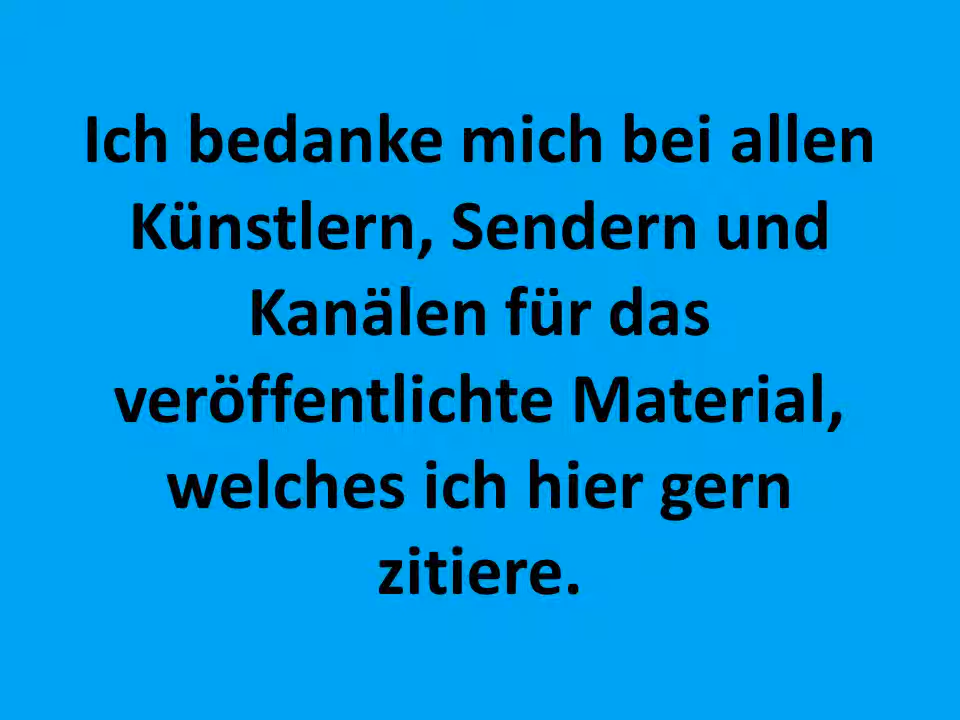 Ich bedanke mich bei allen
Künstlern, Sendern und
Kanälen für das
veröffentlichte Material,
welches ich hier gern
zitiere.